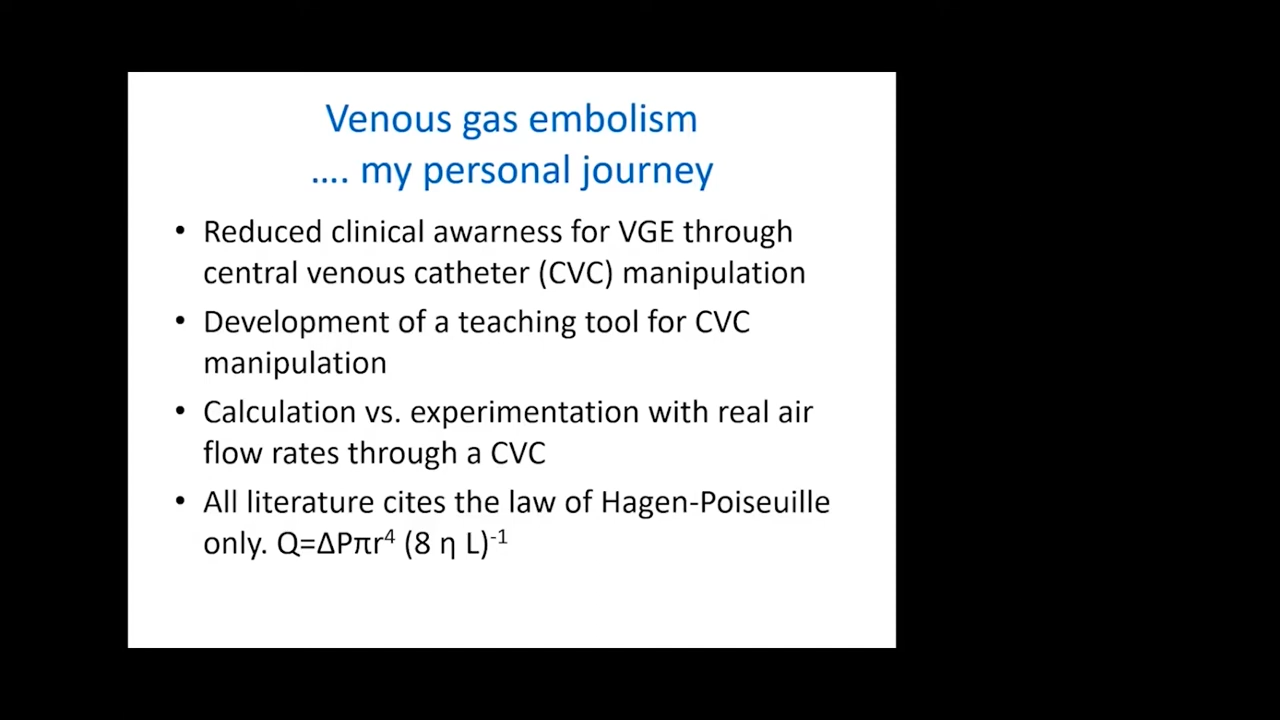 Venous gas embolism
.... my personal journey
• Reduced clinical awarness for VGE through
central venous catheter (CVC) manipulation
• Development of a teaching tool for CVC
manipulation
• Calculation vs. experimentation with real air
flow rates through a CVC
• All literature cites the law of Hagen-Poiseuille
only. Q=ΔPπr⁴ (8 η L)⁻¹